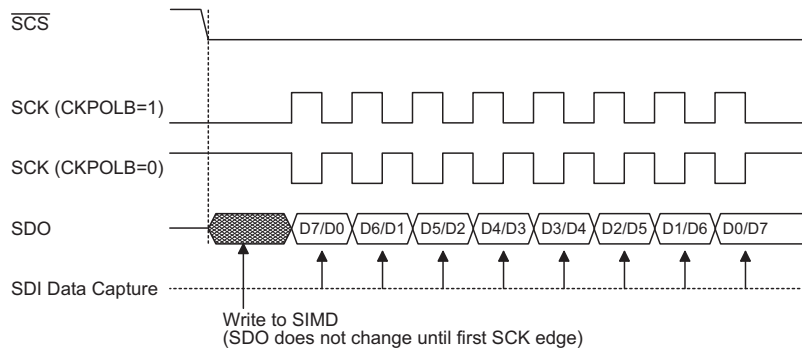 SCS
SCK (CKPOLB=1)
SCK (CKPOLB=0)
SDO D7/D0 D6/D1 D5/D2 D4/D3 D3/D4 D2/D5 D1/D6 D0/D7
SDI Data Capture
Write to SIMD
(SDO does not change until first SCK edge)